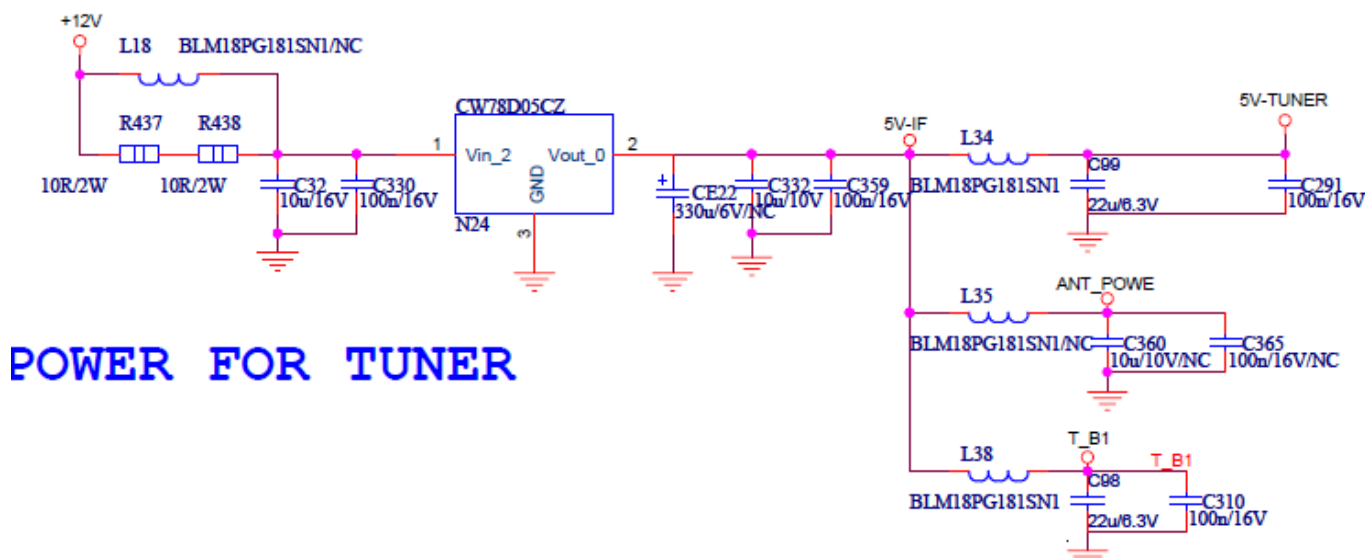 +12V
L18 BLM18PG181SN1/NC
R437 R438
10R/2W 10R/2W
C32
10u/16V
C330
100n/16V
CW78D05CZ
1 Vin_2 Vout_0 2
GND
3
N24
CE22
330u/6V/NC
C332
10u/10V
C359
100n/16V
5V-IF
L34
BLM18PG181SN1
C99
22u/6.3V
5V-TUNER
C291
100n/16V
L35
BLM18PG181SN1/NC
ANT_POWE
C360
10u/10V/NC
C365
100n/16V/NC
POWER FOR TUNER
L38
BLM18PG181SN1
T_B1
T_B1
C98
22u/6.3V
C310
100n/16V